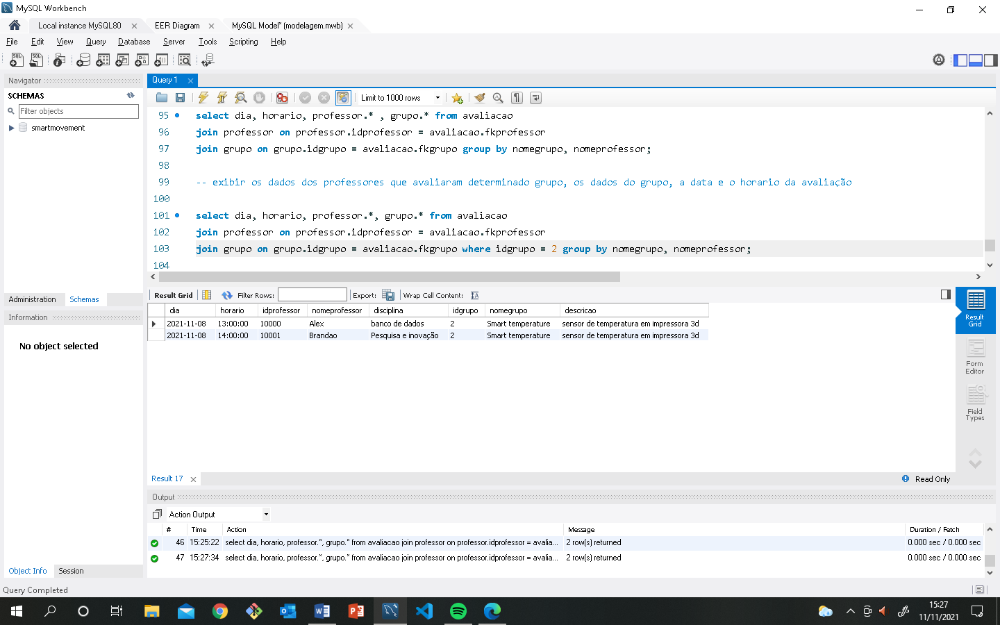 MySQL Workbench
Local instance MySQL80
EER Diagram
MySQL Model* (modelagem.mwb)
File Edit View Query Database Server Tools Scripting Help
Navigator
SCHEMAS
Filter objects
smartmovement
Administration Schemas
Information
No object selected
Object Info Session
Query 1
Limit to 1000 rows
95 select dia, horario, professor.* , grupo.* from avaliacao
96 join professor on professor.idprofessor = avaliacao.fkprofessor
97 join grupo on grupo.idgrupo = avaliacao.fkgrupo group by nomegrupo, nomeprofessor;
98
99 -- exibir os dados dos professores que avaliaram determinado grupo, os dados do grupo, a data e o horario da avaliação
100
101 select dia, horario, professor.*, grupo.* from avaliacao
102 join professor on professor.idprofessor = avaliacao.fkprofessor
103 join grupo on grupo.idgrupo = avaliacao.fkgrupo where idgrupo = 2 group by nomegrupo, nomeprofessor;
104
Result Grid Filter Rows: Export: Wrap Cell Content:
dia horario idprofessor nomeprofessor disciplina idgrupo nomegrupo descricao
2021-11-08 13:00:00 10000 Alex banco de dados 2 Smart temperature sensor de temperatura em impressora 3d
2021-11-08 14:00:00 10001 Brandao Pesquisa e inovação 2 Smart temperature sensor de temperatura em impressora 3d
Result
Grid
Form
Editor
Field
Types
Result 17
Read Only
Output
Action Output
# Time Action Message Duration / Fetch
46 15:25:22 select dia, horario, professor.*, grupo.* from avaliacao join professor on professor.idprofessor = avalia... 2 row(s) returned 0.000 sec / 0.000 sec
47 15:27:34 select dia, horario, professor.*, grupo.* from avaliacao join professor on professor.idprofessor = avalia... 2 row(s) returned 0.000 sec / 0.000 sec
Query Completed
15:27
11/11/2021